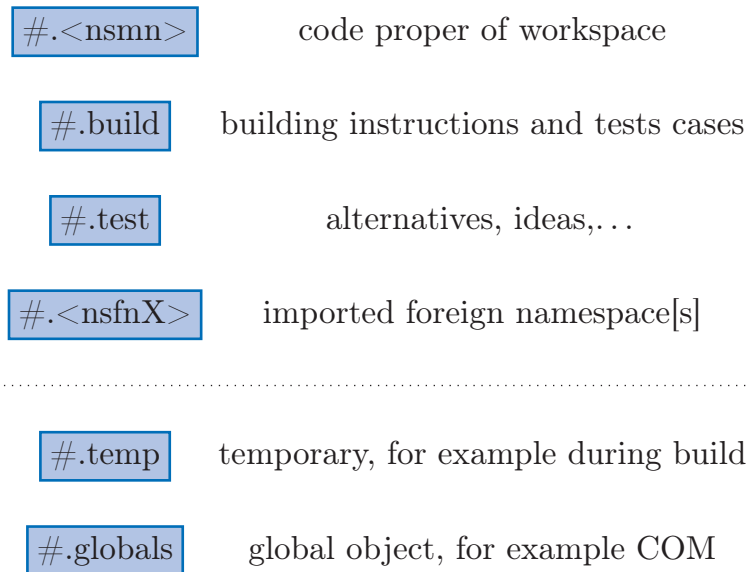 #.<nsmn> code proper of workspace
#.build building instructions and tests cases
#.test alternatives, ideas,...
#.<nsfnX> imported foreign namespace[s]
#.temp temporary, for example during build
#.globals global object, for example COM